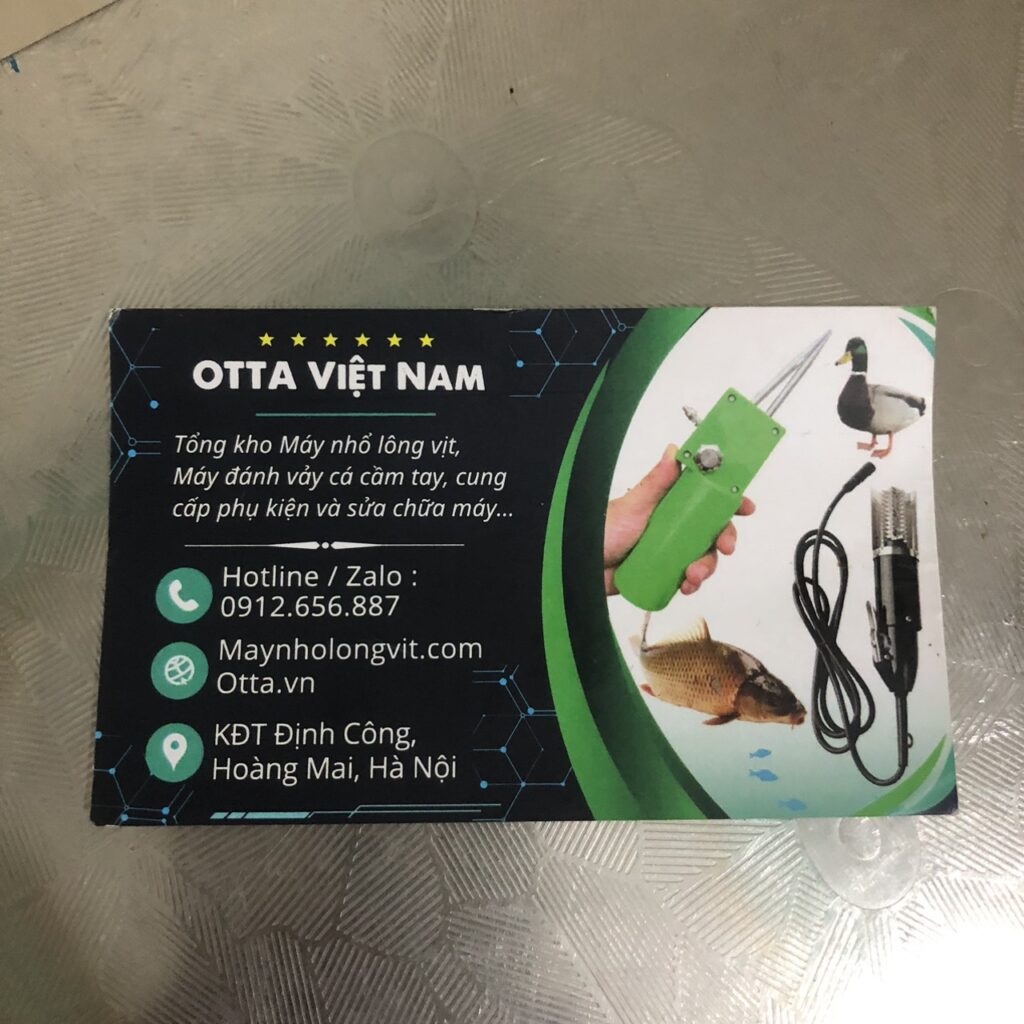 OTTA VIỆT NAM
Tổng kho Máy nhổ lông vịt,
Máy đánh vảy cá cầm tay, cung
cấp phụ kiện và sửa chữa máy...
Hotline / Zalo :
0912.656.887
Maynholongvit.com
Otta.vn
KĐT Định Công,
Hoàng Mai, Hà Nội